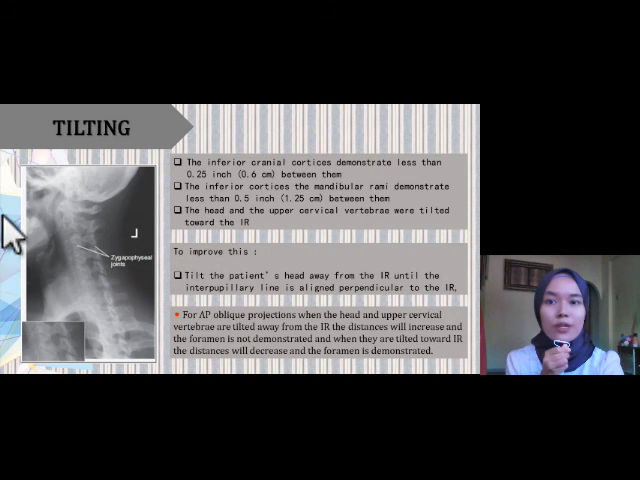 TILTING
❑ The inferior cranial cortices demonstrate less than
0.25 inch (0.6 cm) between them
❑ The inferior cortices the mandibular rami demonstrate
less than 0.5 inch (1.25 cm) between them
❑ The head and the upper cervical vertebrae were tilted
toward the IR
Zygapophyseal
joints
To improve this :
❑ Tilt the patient's head away from the IR until the
interpupillary line is aligned perpendicular to the IR,
• For AP oblique projections when the head and upper cervical
vertebrae are tilted away from the IR the distances will increase and
the foramen is not demonstrated and when they are tilted toward IR
the distances will decrease and the foramen is demonstrated.